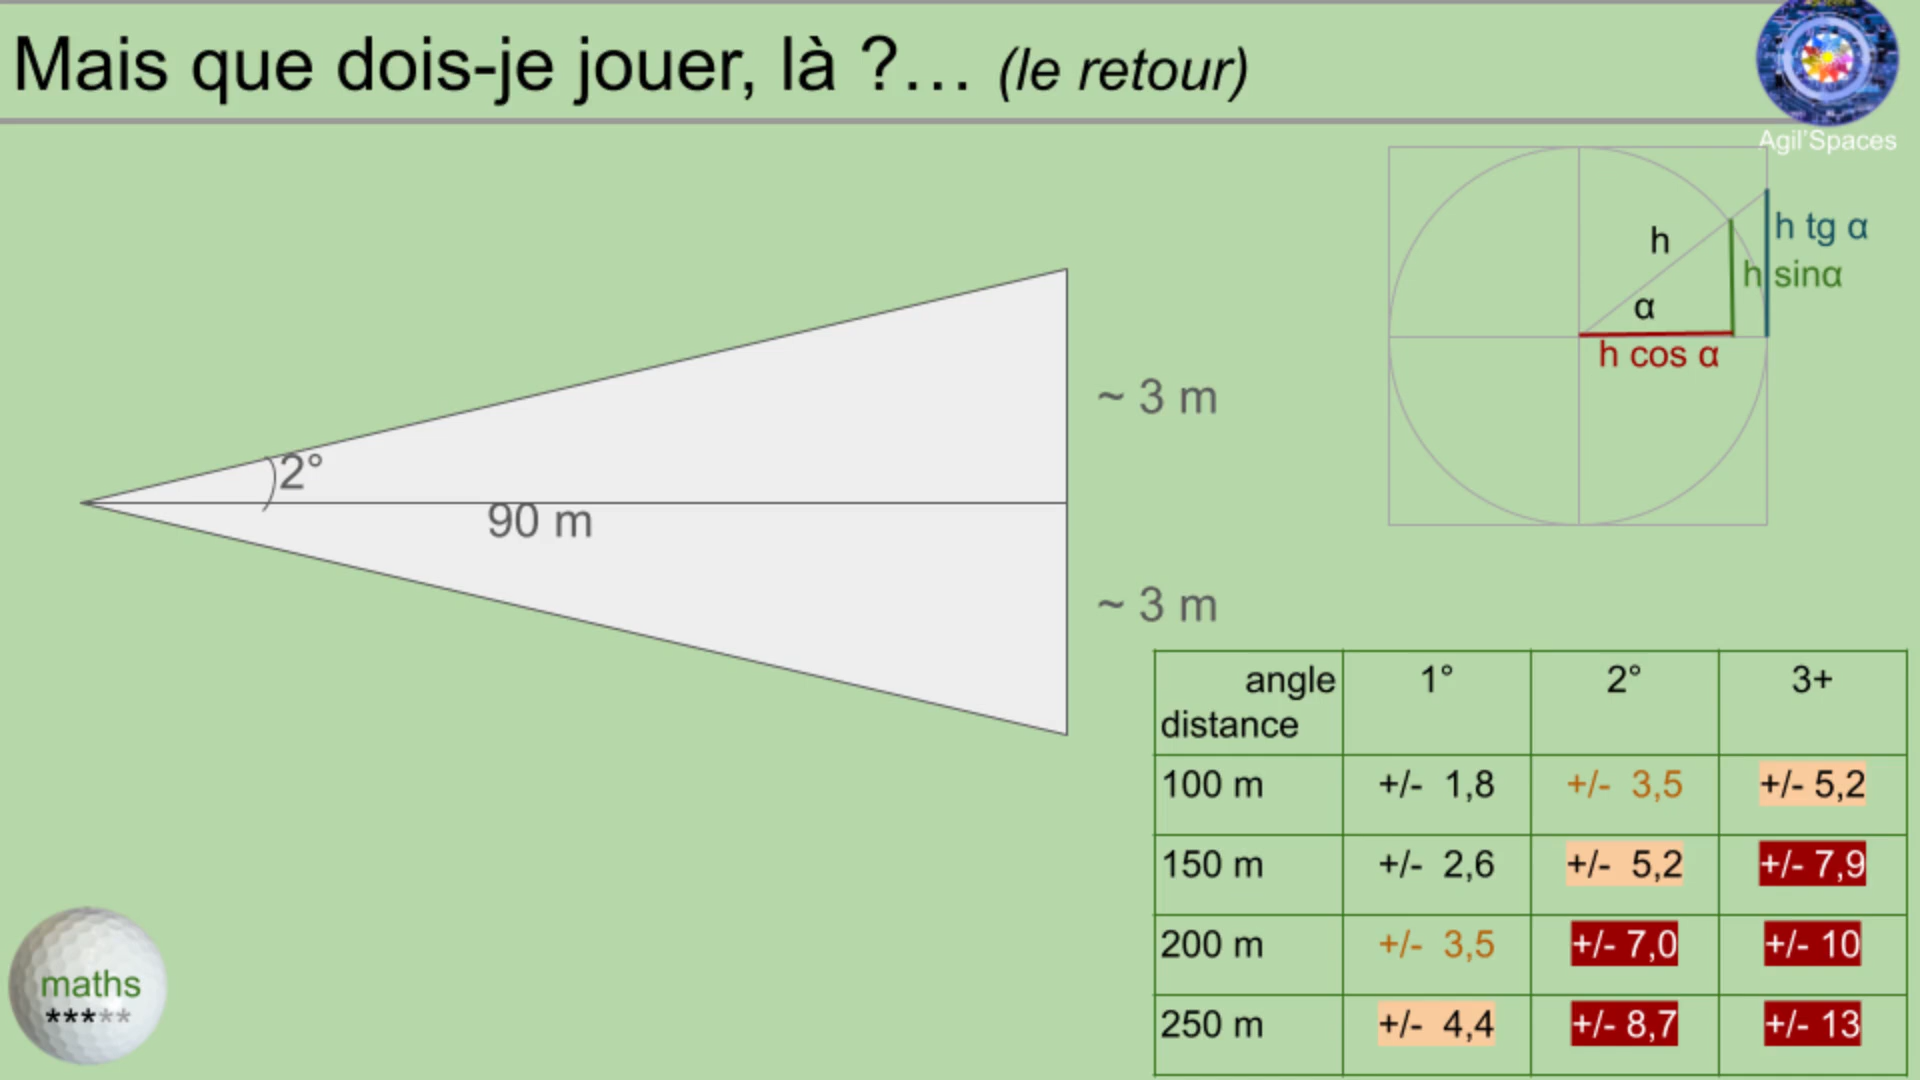 Mais que dois-je jouer, là ?… (le retour)
Agil'Spaces
h tg α
h
h sinα
α
h cos α
~ 3 m
2°
90 m
~ 3 m
angle 1° 2° 3+
distance
100 m +/- 1,8 +/- 3,5 +/- 5,2
150 m +/- 2,6 +/- 5,2 +/- 7,9
200 m +/- 3,5 +/- 7,0 +/- 10
250 m +/- 4,4 +/- 8,7 +/- 13
maths
*****